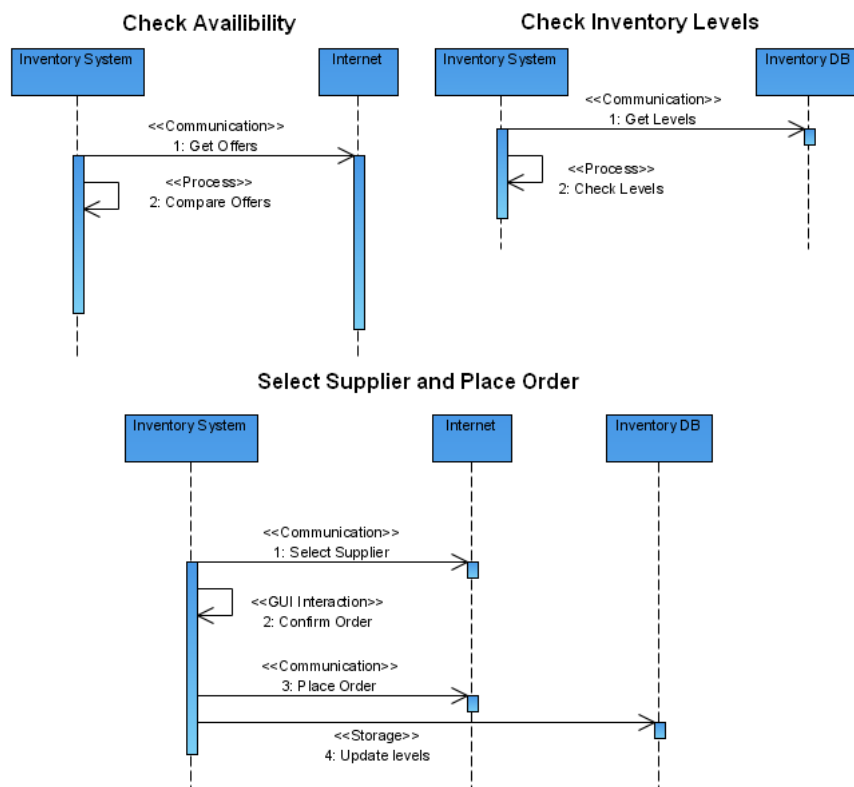 Check Availibility
Inventory System
Internet
<<Communication>>
1: Get Offers
<<Process>>
2: Compare Offers
Check Inventory Levels
Inventory System
Inventory DB
<<Communication>>
1: Get Levels
<<Process>>
2: Check Levels
Select Supplier and Place Order
Inventory System
Internet
Inventory DB
<<Communication>>
1: Select Supplier
<<GUI Interaction>>
2: Confirm Order
<<Communication>>
3: Place Order
<<Storage>>
4: Update levels